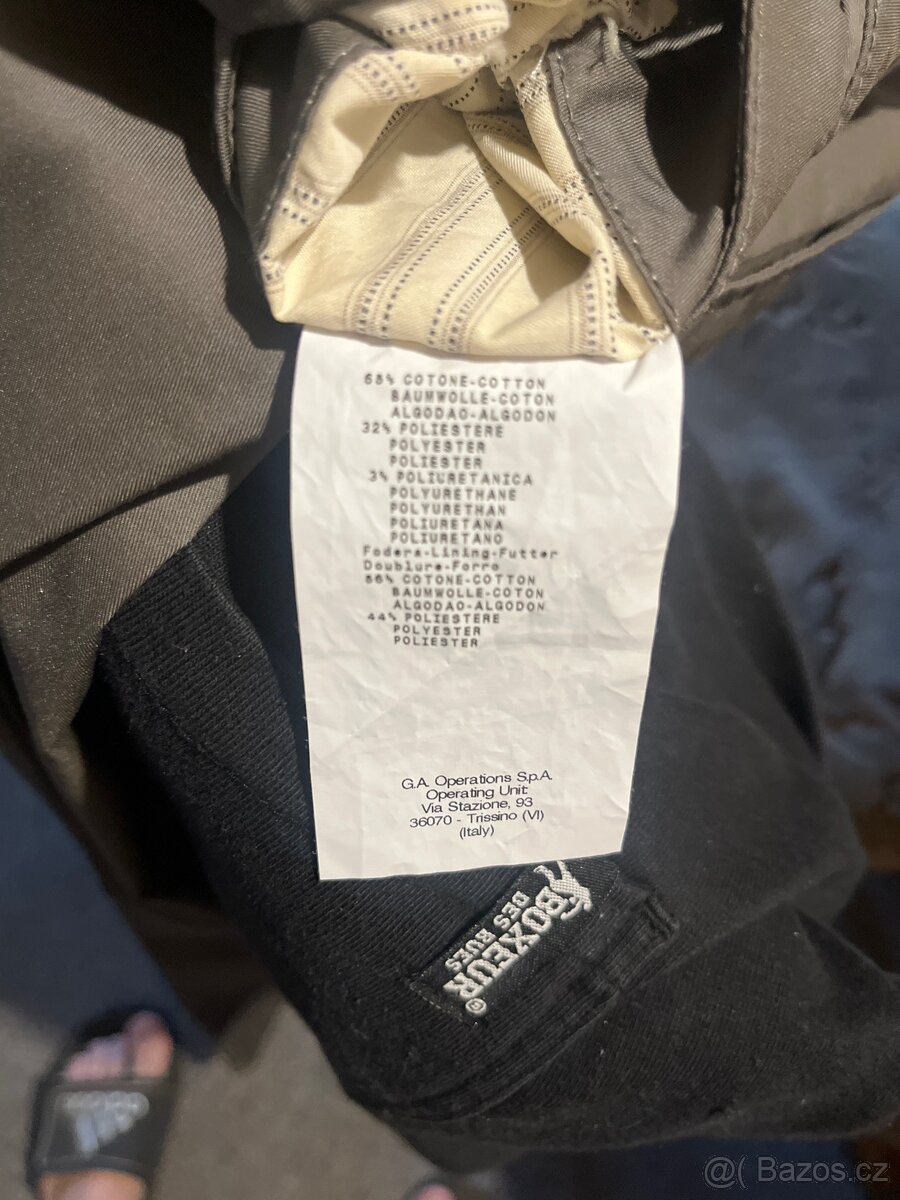 65% COTONE-COTTON
BAUMWOLLE-COTON
ALGODAO-ALGODON
32% POLIESTERE
POLYESTER
POLIESTER
3% POLIURETANICA
POLYURETHANE
POLYURETHAN
POLIURETANA
POLIURETANO
Fodera-Lining-Futter
Doublure-Forro
56% COTONE-COTTON
BAUMWOLLE-COTON
ALGODAO-ALGODON
44% POLIESTERE
POLYESTER
POLIESTER
G.A. Operations S.p.A.
Operating Unit:
Via Stazione, 93
36070 - Trissino (VI)
(Italy)
BOXEUR
DES RUES
®
adidas
@( Bazos.cz